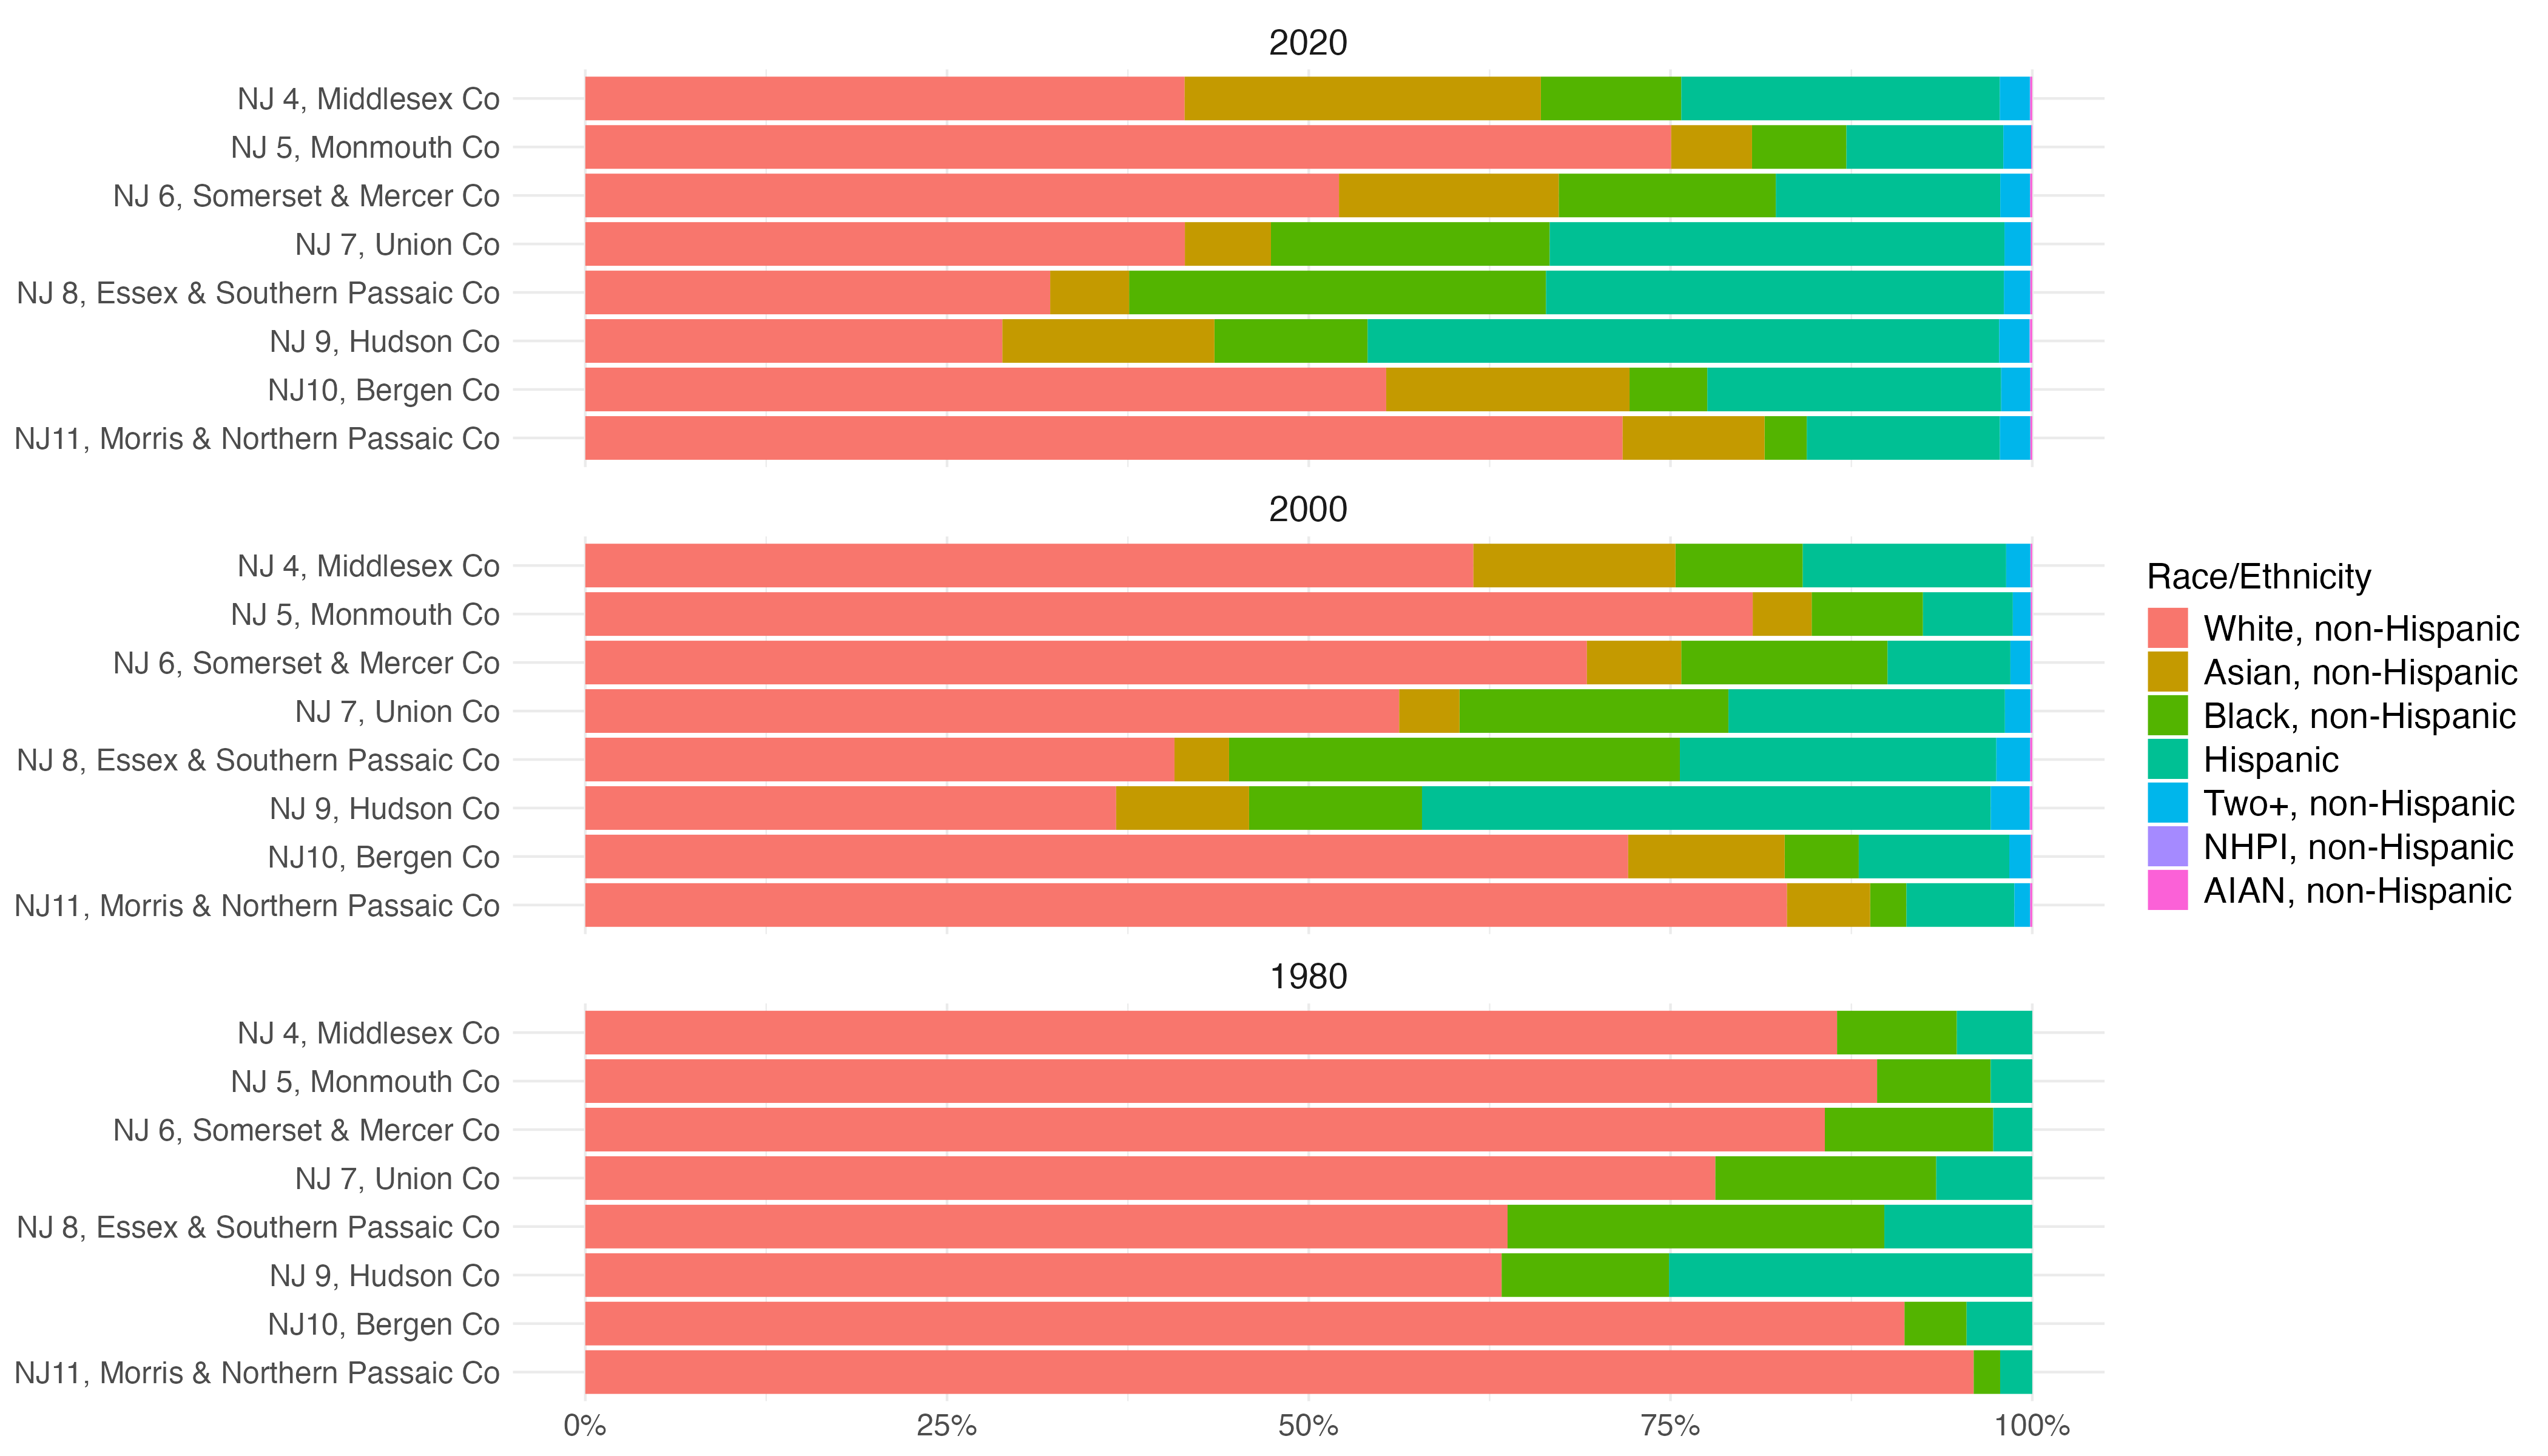 2020
NJ 4, Middlesex Co
NJ 5, Monmouth Co
NJ 6, Somerset & Mercer Co
NJ 7, Union Co
NJ 8, Essex & Southern Passaic Co
NJ 9, Hudson Co
NJ10, Bergen Co
NJ11, Morris & Northern Passaic Co
2000
NJ 4, Middlesex Co
NJ 5, Monmouth Co
NJ 6, Somerset & Mercer Co
NJ 7, Union Co
NJ 8, Essex & Southern Passaic Co
NJ 9, Hudson Co
NJ10, Bergen Co
NJ11, Morris & Northern Passaic Co
1980
NJ 4, Middlesex Co
NJ 5, Monmouth Co
NJ 6, Somerset & Mercer Co
NJ 7, Union Co
NJ 8, Essex & Southern Passaic Co
NJ 9, Hudson Co
NJ10, Bergen Co
NJ11, Morris & Northern Passaic Co
0% 25% 50% 75% 100%
Race/Ethnicity
White, non-Hispanic
Asian, non-Hispanic
Black, non-Hispanic
Hispanic
Two+, non-Hispanic
NHPI, non-Hispanic
AIAN, non-Hispanic